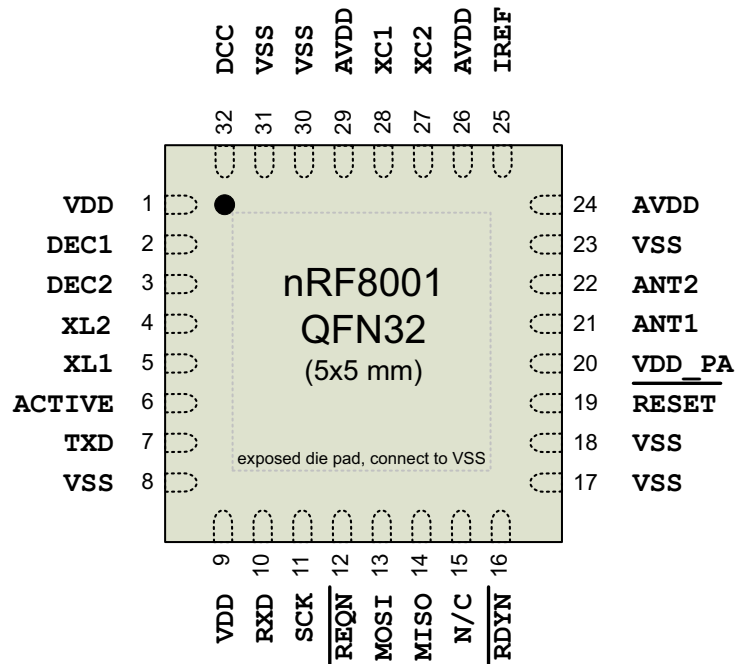 DCC VSS VSS AVDD XC1 XC2 AVDD IREF
32 31 30 29 28 27 26 25
VDD 1
DEC1 2
DEC2 3
XL2 4
XL1 5
ACTIVE 6
TXD 7
VSS 8
nRF8001
QFN32
(5x5 mm)
exposed die pad, connect to VSS
24 AVDD
23 VSS
22 ANT2
21 ANT1
20 VDD_PA
19 RESET
18 VSS
17 VSS
9 10 11 12 13 14 15 16
VDD RXD SCK REQN MOSI MISO N/C RDYN